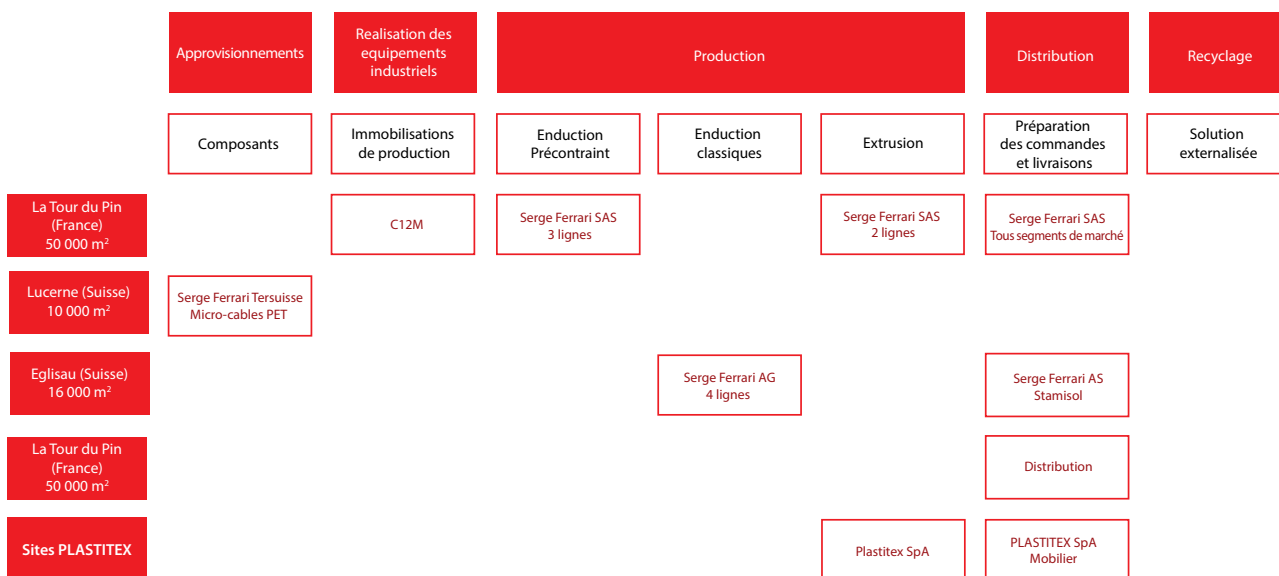 Approvisionnements
Realisation des
equipements
industriels
Production
Distribution
Recyclage
Composants
Immobilisations
de production
Enduction
Précontraint
Enduction
classiques
Extrusion
Préparation
des commandes
et livraisons
Solution
externalisée
La Tour du Pin
(France)
50 000 m²
C12M
Serge Ferrari SAS
3 lignes
Serge Ferrari SAS
2 lignes
Serge Ferrari SAS
Tous segments de marché
Lucerne (Suisse)
10 000 m²
Serge Ferrari Tersuisse
Micro-cables PET
Eglisau (Suisse)
16 000 m²
Serge Ferrari AG
4 lignes
Serge Ferrari AS
Stamisol
La Tour du Pin
(France)
50 000 m²
Distribution
Sites PLASTITEX
Plastitex SpA
PLASTITEX SpA
Mobilier